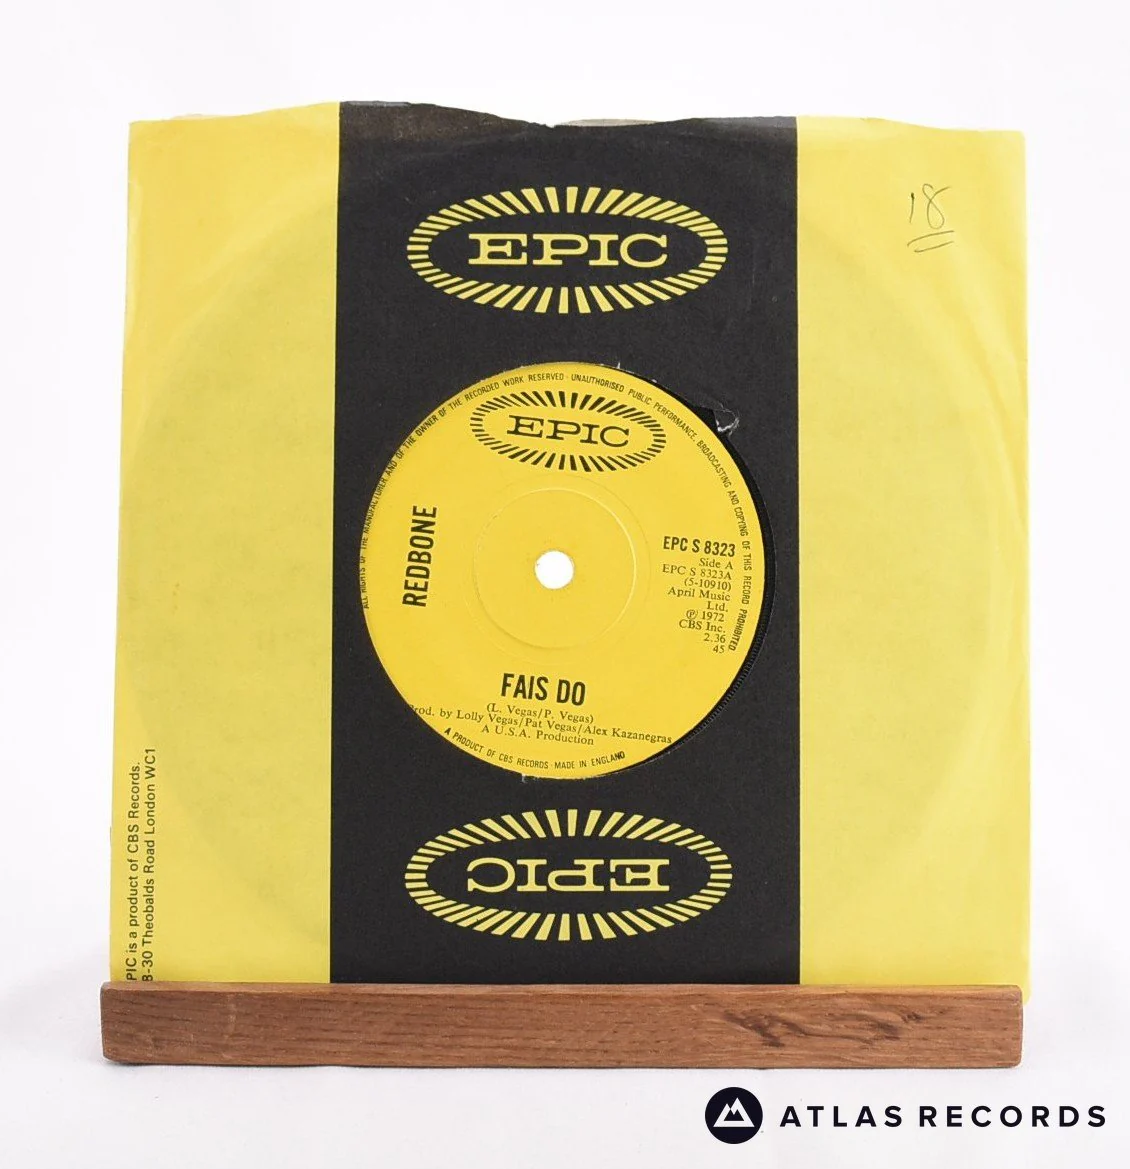 18
EPIC
ALL RIGHTS OF THE MANUFACTURER AND OF THE OWNER OF THE RECORDED WORK RESERVED · UNAUTHORISED PUBLIC PERFORMANCE, BROADCASTING AND COPYING OF THIS RECORD PROHIBITED
EPIC
REDBONE
EPC S 8323
Side A
EPC S 8323A
(5-10910)
April Music
Ltd.
℗ 1972
CBS Inc.
2.36
45
FAIS DO
(L. Vegas/P. Vegas)
Prod. by Lolly Vegas/Pat Vegas/Alex Kazanegras
A U.S.A. Production
A PRODUCT OF CBS RECORDS · MADE IN ENGLAND
EPIC
PIC is a product of CBS Records.
8-30 Theobalds Road London WC1
ATLAS RECORDS